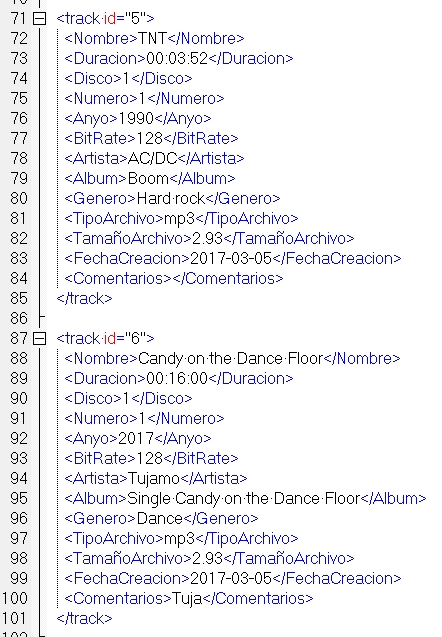 71 <track id="5">
72 <Nombre>TNT</Nombre>
73 <Duracion>00:03:52</Duracion>
74 <Disco>1</Disco>
75 <Numero>1</Numero>
76 <Anyo>1990</Anyo>
77 <BitRate>128</BitRate>
78 <Artista>AC/DC</Artista>
79 <Album>Boom</Album>
80 <Genero>Hard·rock</Genero>
81 <TipoArchivo>mp3</TipoArchivo>
82 <TamañoArchivo>2.93</TamañoArchivo>
83 <FechaCreacion>2017-03-05</FechaCreacion>
84 <Comentarios></Comentarios>
85 </track>
86
87 <track·id="6">
88 <Nombre>Candy·on·the·Dance·Floor</Nombre>
89 <Duracion>00:16:00</Duracion>
90 <Disco>1</Disco>
91 <Numero>1</Numero>
92 <Anyo>2017</Anyo>
93 <BitRate>128</BitRate>
94 <Artista>Tujamo</Artista>
95 <Album>Single·Candy·on·the·Dance·Floor</Album>
96 <Genero>Dance</Genero>
97 <TipoArchivo>mp3</TipoArchivo>
98 <TamañoArchivo>2.93</TamañoArchivo>
99 <FechaCreacion>2017-03-05</FechaCreacion>
100 <Comentarios>Tuja</Comentarios>
101 </track>